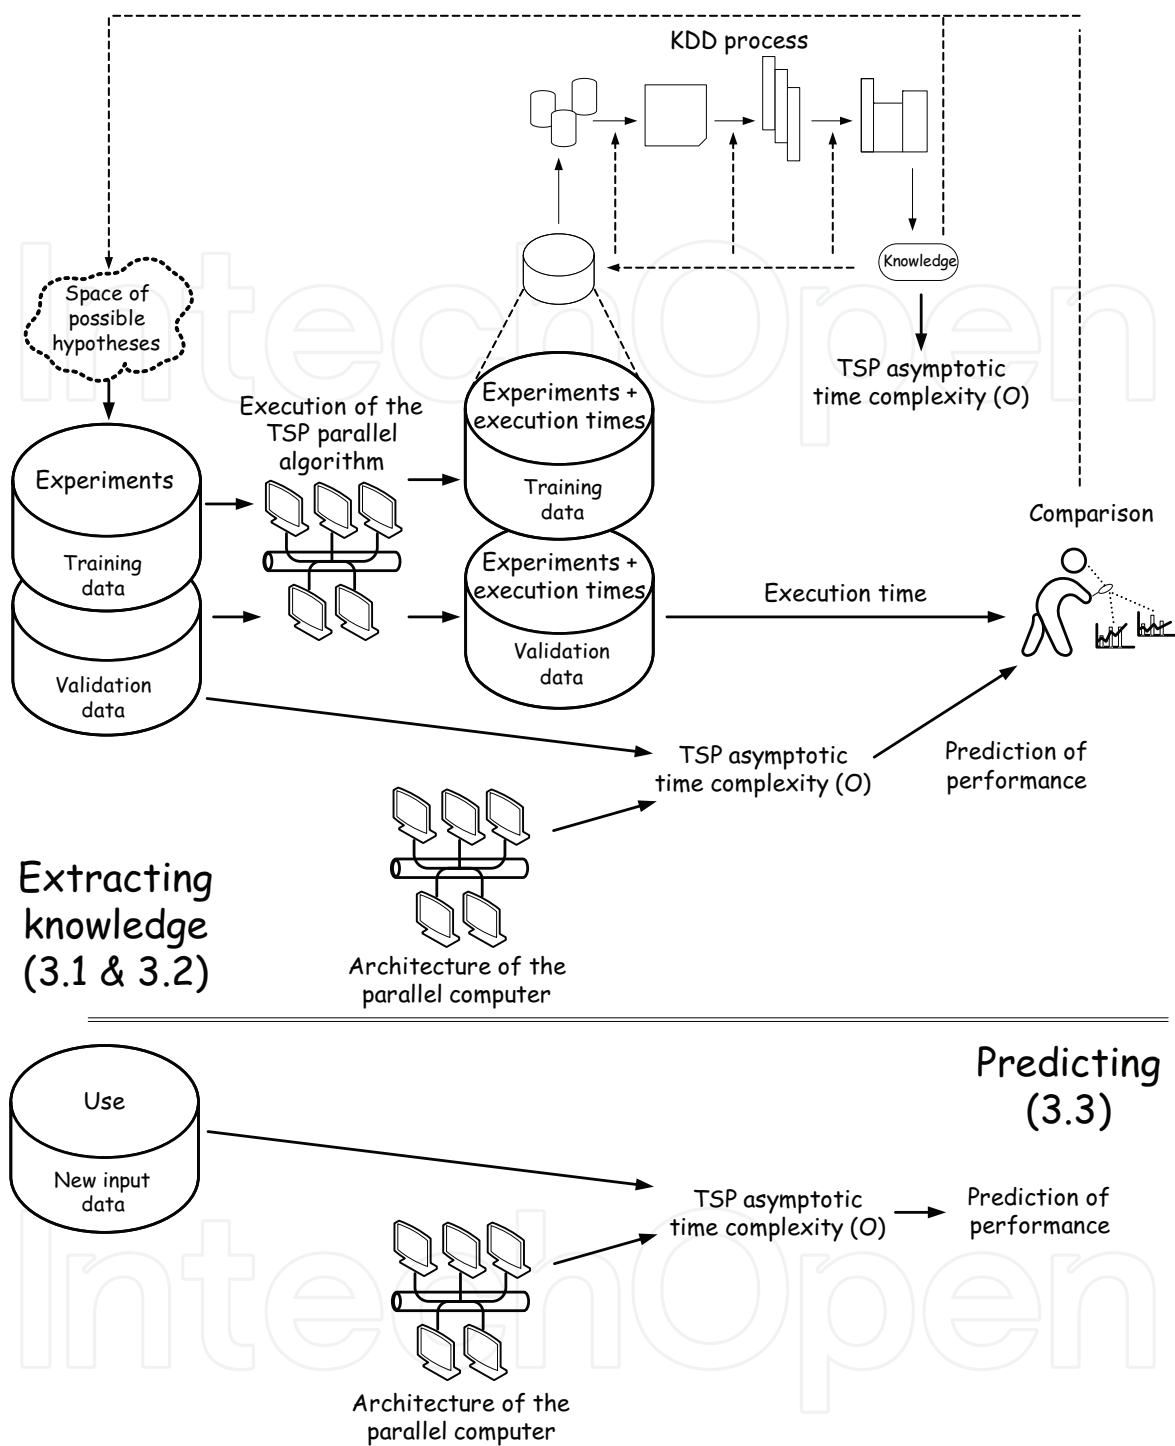 KDD process
Space of
possible
hypotheses
Knowledge
TSP asymptotic
time complexity (O)
Execution of the
TSP parallel
algorithm
Experiments
Training
data
Validation
data
Experiments +
execution times
Training
data
Experiments +
execution times
Validation
data
Execution time
Comparison
TSP asymptotic
time complexity (O)
Prediction of
performance
Extracting
knowledge
(3.1 & 3.2)
Architecture of the
parallel computer
Predicting
(3.3)
Use
New input
data
TSP asymptotic
time complexity (O)
Prediction of
performance
Architecture of the
parallel computer
IntechOpen
IntechOpen